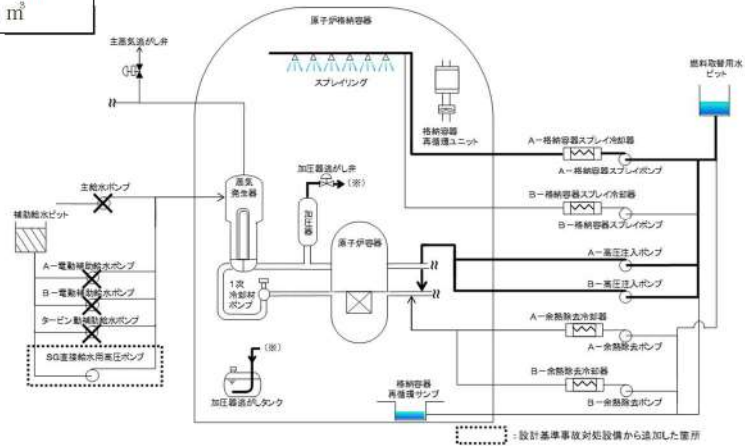 m³
原子炉格納容器
主蒸気逃がし弁
スプレイリング
燃料取替用水
ピット
格納容器
再循環ユニット
A-格納容器スプレイ冷却器
A-格納容器スプレイポンプ
加圧器逃がし弁
(※)
蒸気
発生器
主給水ポンプ
B-格納容器スプレイ冷却器
B-格納容器スプレイポンプ
補助給水ピット
加圧器
原子炉容器
A-高圧注入ポンプ
A-電動補助給水ポンプ
1次
冷却材
ポンプ
B-高圧注入ポンプ
B-電動補助給水ポンプ
A-余熱除去冷却器
タービン動補助給水ポンプ
A-余熱除去ポンプ
SG直接給水用高圧ポンプ
(※)
B-余熱除去冷却器
加圧器逃がしタンク
格納容器
再循環サンプ
B-余熱除去ポンプ
:設計基準事故対処設備から追加した箇所